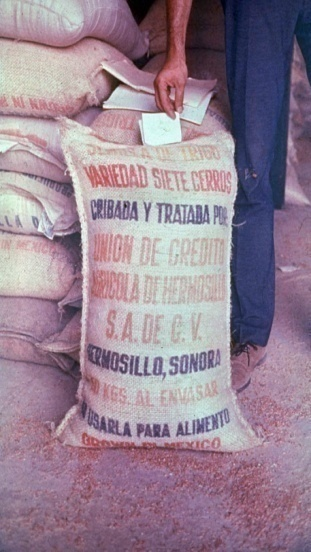 SEMILLA DE TRIGO
VARIEDAD SIETE CERROS
CRIBADA Y TRATADA POR
UNION DE CREDITO
AGRICOLA DE HERMOSILLO
S.A. DE C.V.
HERMOSILLO, SONORA
KGS. AL ENVASAR
USARLA PARA ALIMENTO
MEXICO